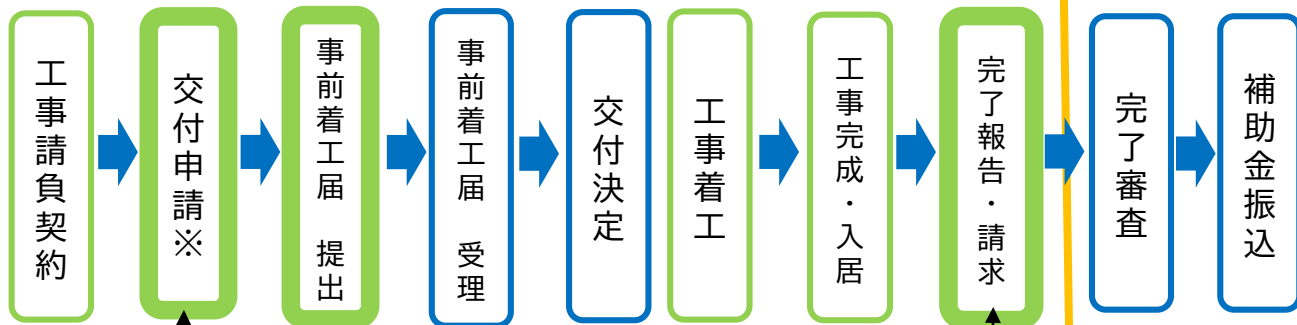 工事請負契約
交付申請※
事前着工届　提出
事前着工届　受理
交付決定
工事着工
工事完成・入居
完了報告・請求
完了審査
補助金振込